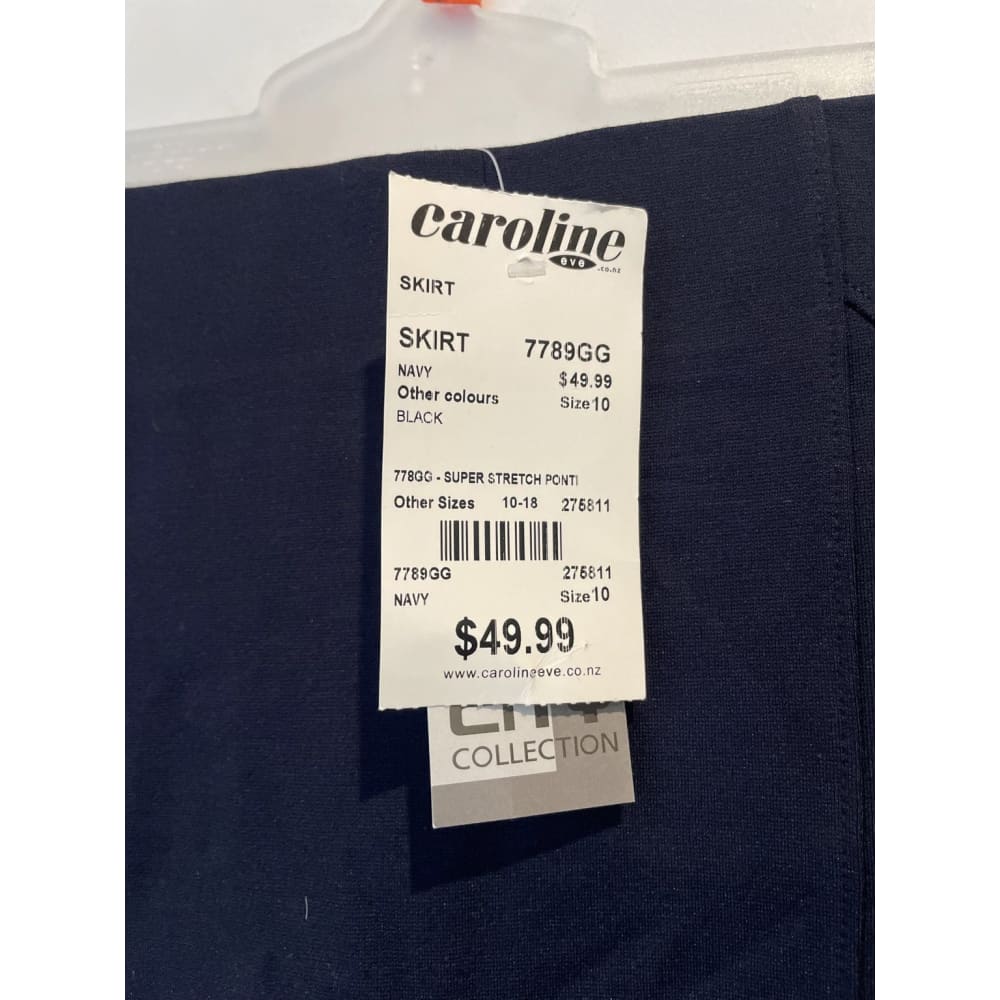 caroline
eve .co.nz
SKIRT
SKIRT 7789GG
NAVY $49.99
Other colours Size10
BLACK
778GG - SUPER STRETCH PONTI
Other Sizes 10-18 275811
7789GG 275811
NAVY Size10
$49.99
www.carolineeve.co.nz
COLLECTION